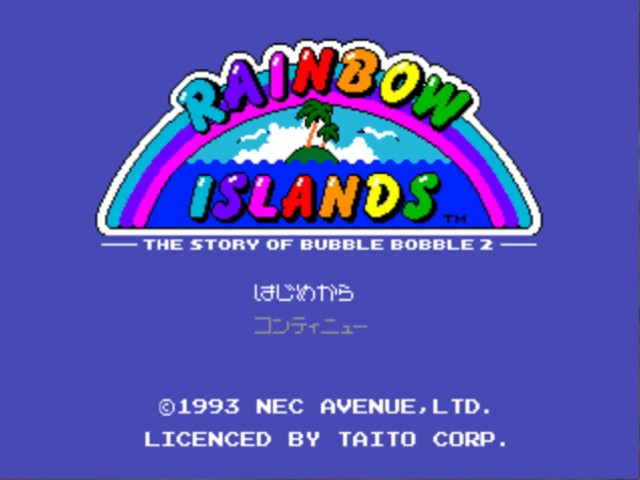 RAINBOW
ISLANDS TM
THE STORY OF BUBBLE BOBBLE 2
はじめから
コンティニュー
©1993 NEC AVENUE,LTD.
LICENCED BY TAITO CORP.